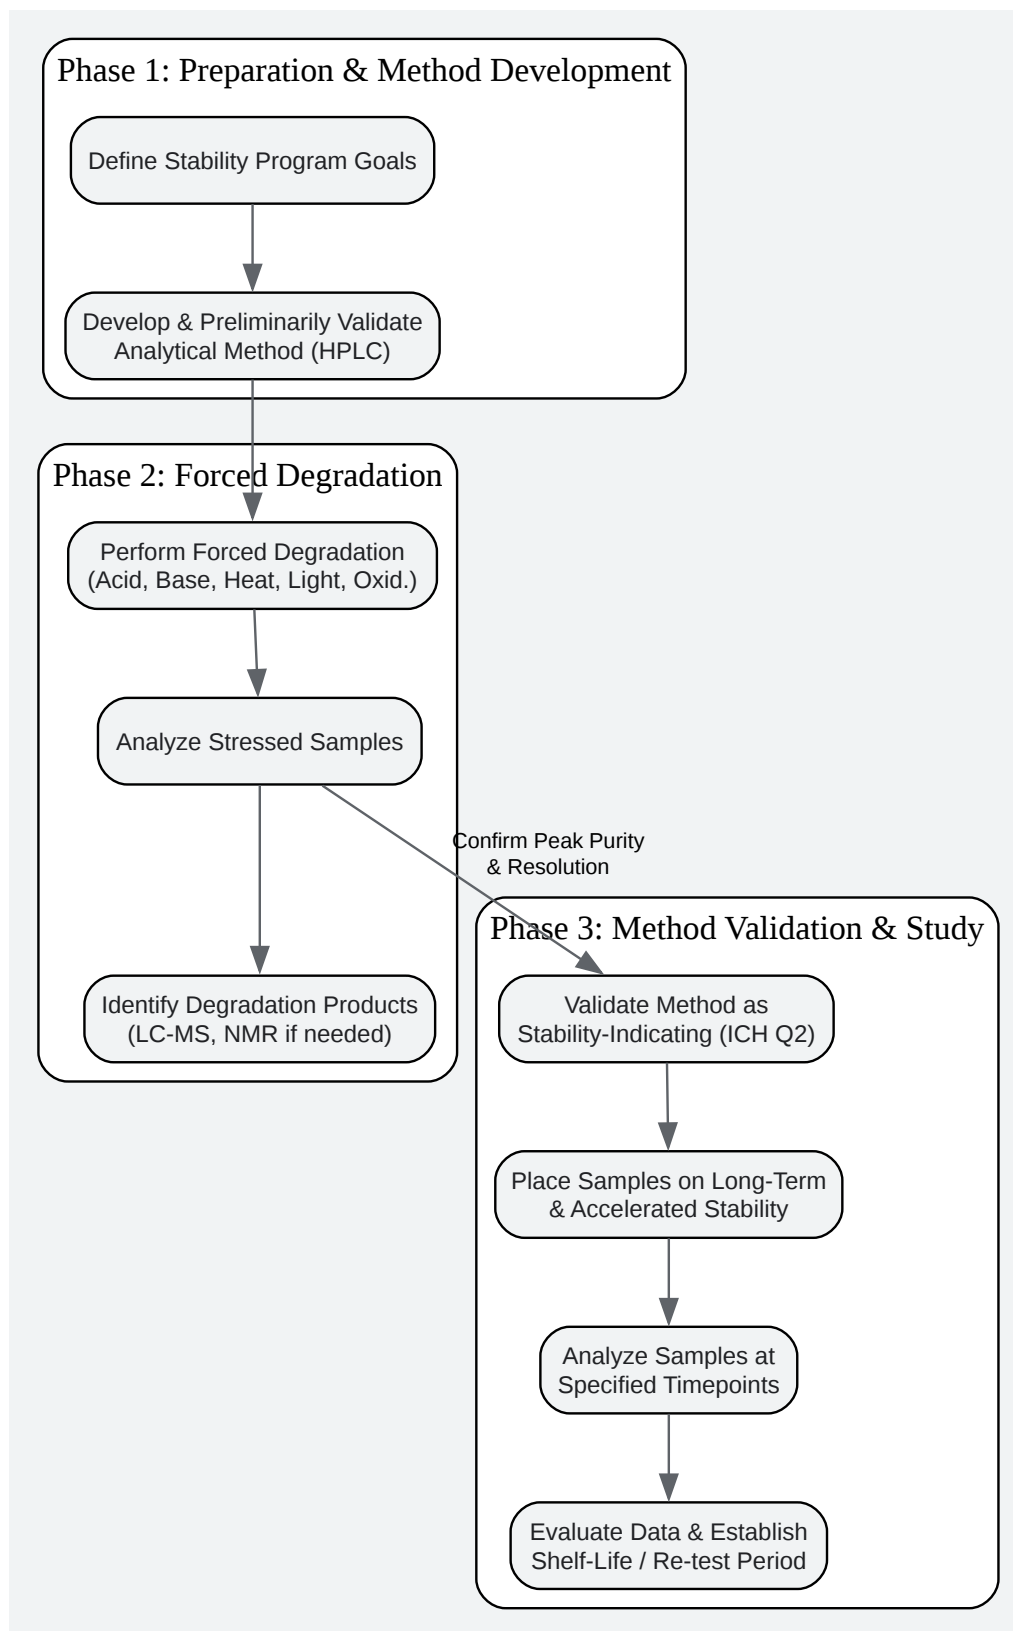 Phase 1: Preparation & Method Development
Define Stability Program Goals
Develop & Preliminarily Validate
Analytical Method (HPLC)
Phase 2: Forced Degradation
Perform Forced Degradation
(Acid, Base, Heat, Light, Oxid.)
Analyze Stressed Samples
Confirm Peak Purity
& Resolution
Identify Degradation Products
(LC-MS, NMR if needed)
Phase 3: Method Validation & Study
Validate Method as
Stability-Indicating (ICH Q2)
Place Samples on Long-Term
& Accelerated Stability
Analyze Samples at
Specified Timepoints
Evaluate Data & Establish
Shelf-Life / Re-test Period